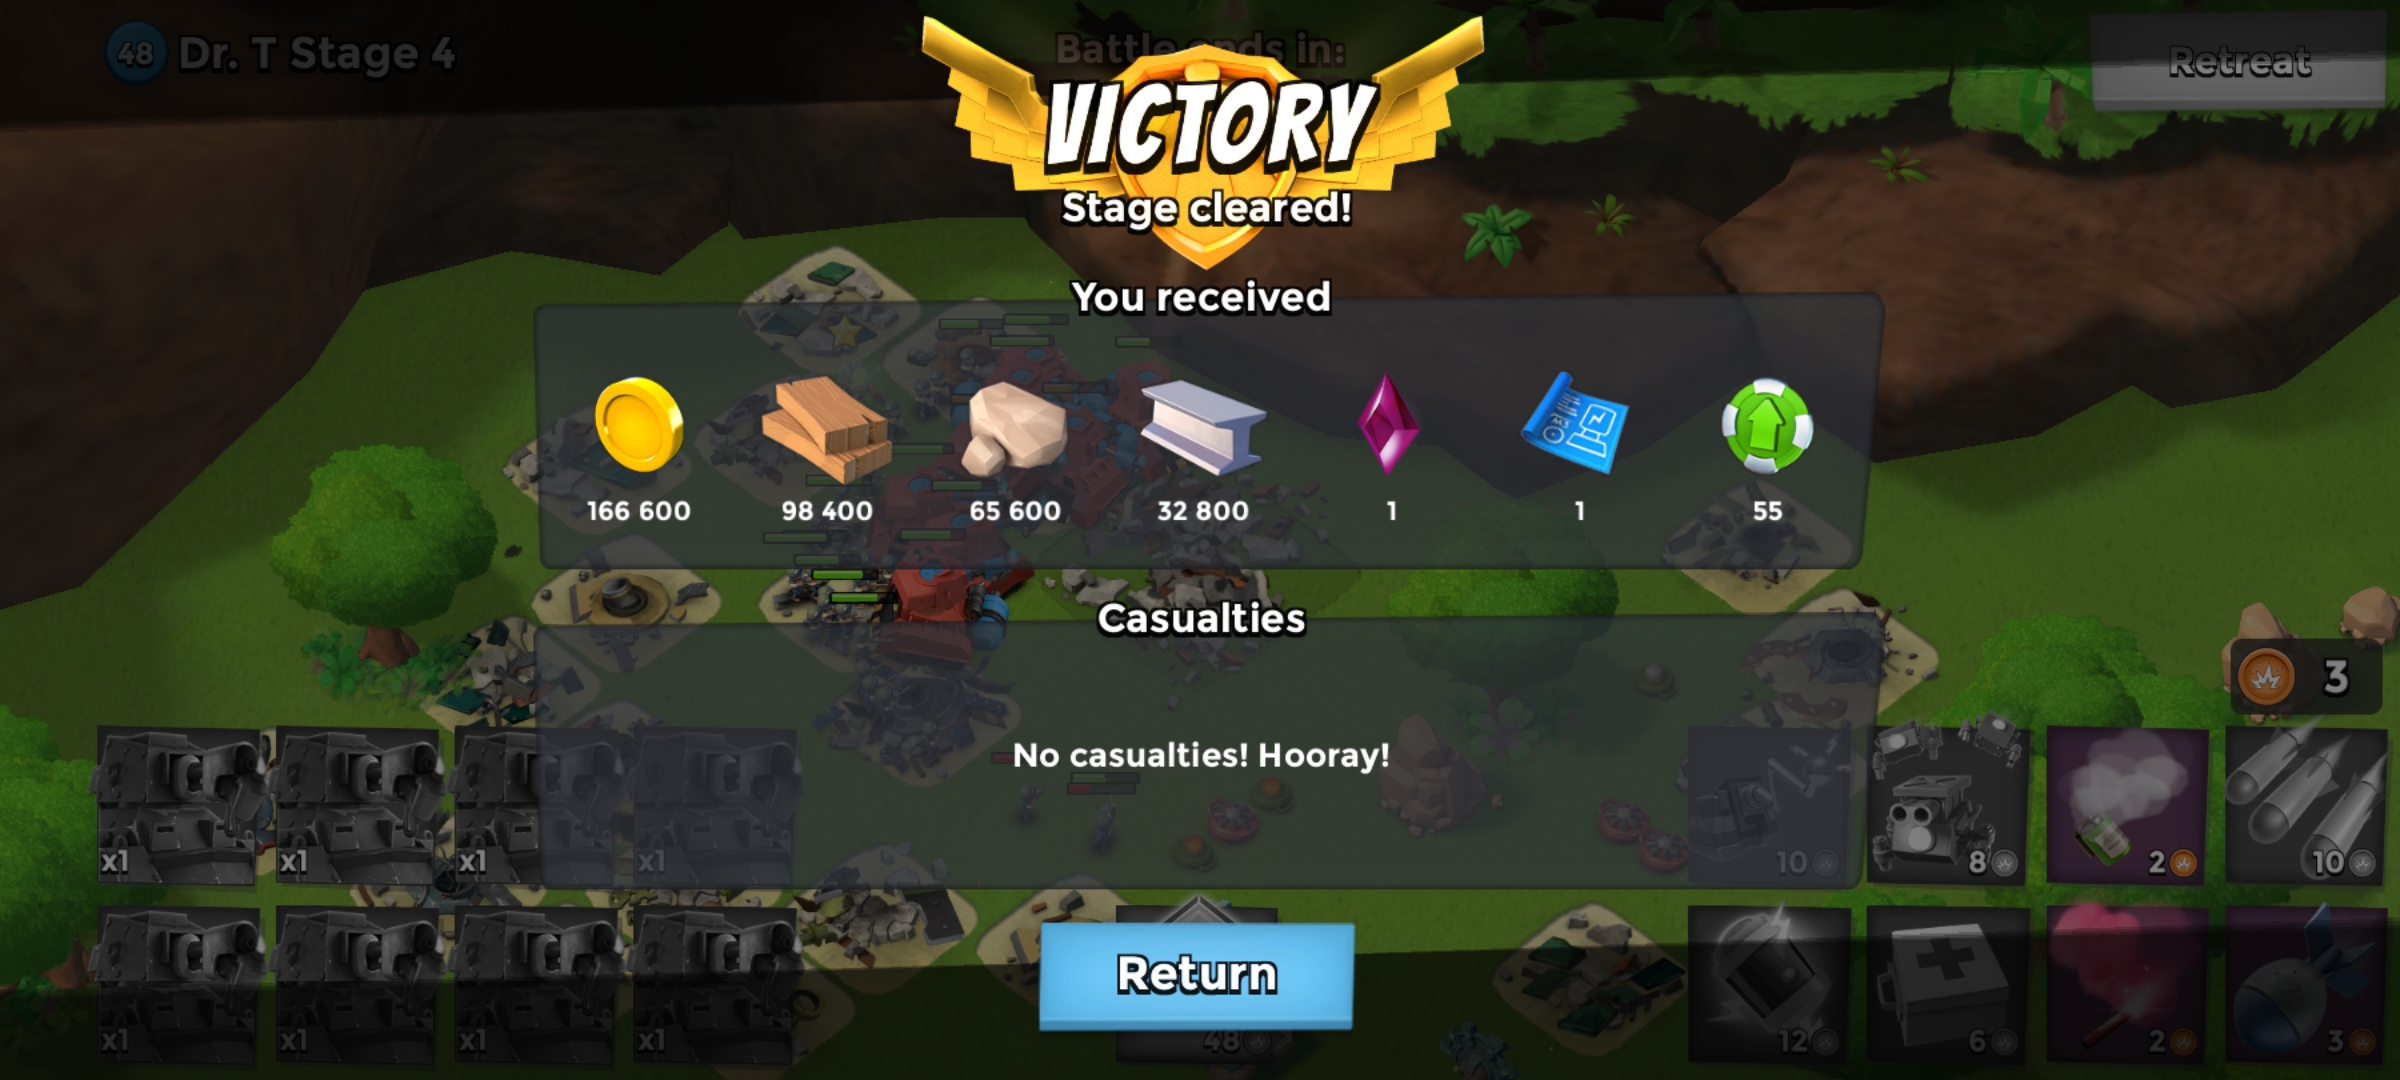 48 Dr. T Stage 4
Battle ends in:
Retreat
VICTORY
Stage cleared!
You received
166 600
98 400
65 600
32 800
1
1
55
Casualties
No casualties! Hooray!
3
x1
x1
x1
x1
10
8
2
10
x1
x1
x1
x1
Return
48
12
6
2
3